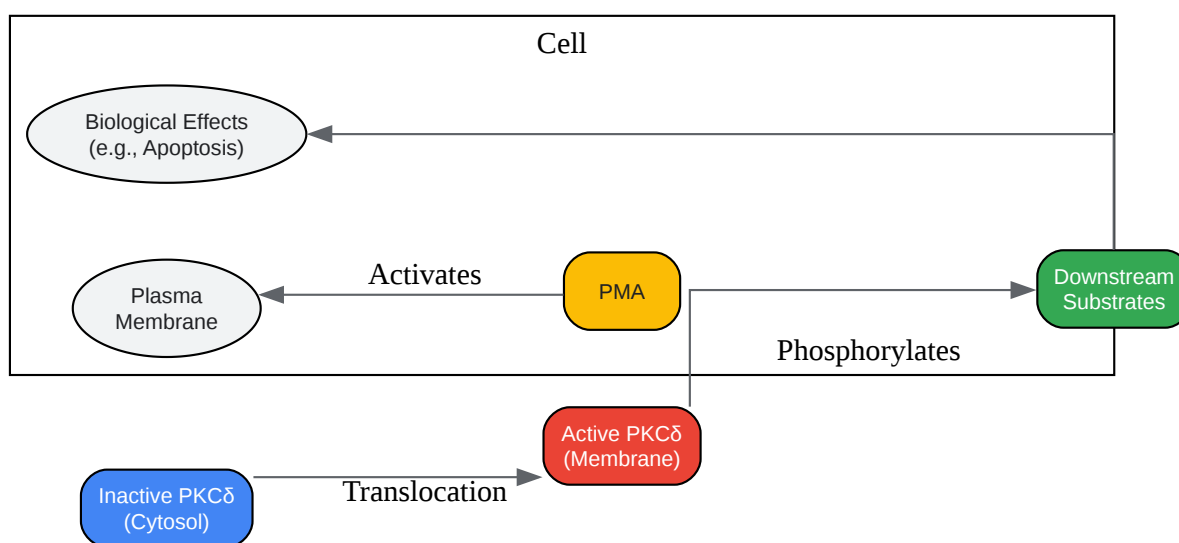 Cell
Biological Effects
(e.g., Apoptosis)
Activates
Plasma
Membrane
PMA
Downstream
Substrates
Phosphorylates
Active PKCδ
(Membrane)
Translocation
Inactive PKCδ
(Cytosol)